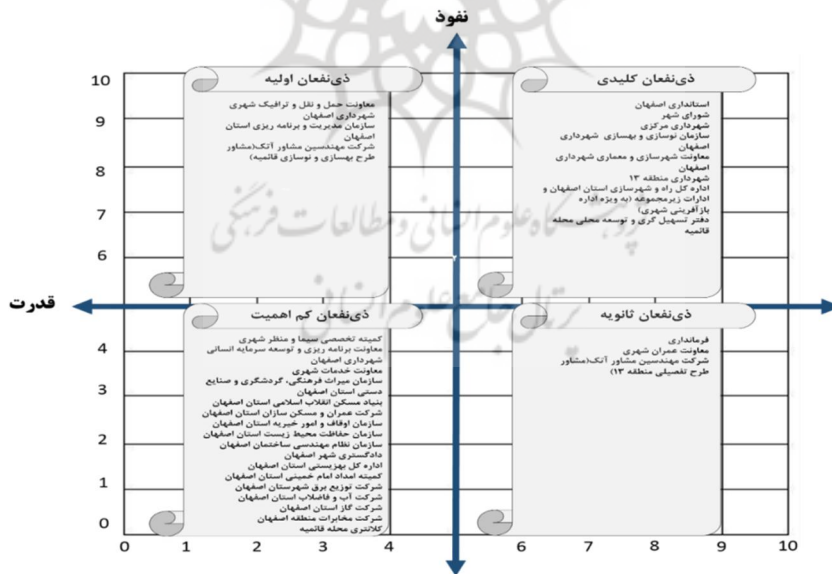 نفوذ
10
9
8
7
6
ذی‌نفعان اولیه
معاونت حمل و نقل و ترافیک شهری
شهرداری اصفهان
سازمان مدیریت و برنامه ریزی استان
اصفهان
شرکت مهندسین مشاور آتک(مشاور
طرح بهسازی و نوسازی قائمیه)
ذی‌نفعان کلیدی
استانداری اصفهان
شورای شهر
شهرداری مرکزی
سازمان نوسازی و بهسازی شهرداری
اصفهان
معاونت شهرسازی و معماری شهرداری
اصفهان
شهرداری منطقه ۱۳
اداره کل راه و شهرسازی استان اصفهان و
ادارات زیرمجموعه (به ویژه اداره
بازآفرینی شهری)
دفتر تسهیل گری و توسعه محلی محله
قائمیه
پژوهشگاه علوم انسانی و مطالعات فرهنگی
پرتال جامع علوم انسانی
قدرت
4
3
2
1
0
ذی‌نفعان کم اهمیت
کمیته تخصصی سیما و منظر شهری
معاونت برنامه ریزی و توسعه سرمایه انسانی
شهرداری اصفهان
معاونت خدمات شهری
سازمان میراث فرهنگی، گردشگری و صنایع
دستی استان اصفهان
بنیاد مسکن انقلاب اسلامی استان اصفهان
شرکت عمران و مسکن سازان استان اصفهان
سازمان اوقاف و امور خیریه استان اصفهان
سازمان حفاظت محیط زیست استان اصفهان
سازمان نظام مهندسی ساختمان اصفهان
دادگستری شهر اصفهان
اداره کل بهزیستی استان اصفهان
کمیته امداد امام خمینی استان اصفهان
شرکت توزیع برق شهرستان اصفهان
شرکت آب و فاضلاب استان اصفهان
شرکت گاز استان اصفهان
شرکت مخابرات منطقه اصفهان
کلانتری محله قائمیه
ذی‌نفعان ثانویه
فرمانداری
معاونت عمران شهری
شرکت مهندسین مشاور آتک(مشاور
طرح تفصیلی منطقه ۱۳)
0 1 2 3 4 6 7 8 9 10